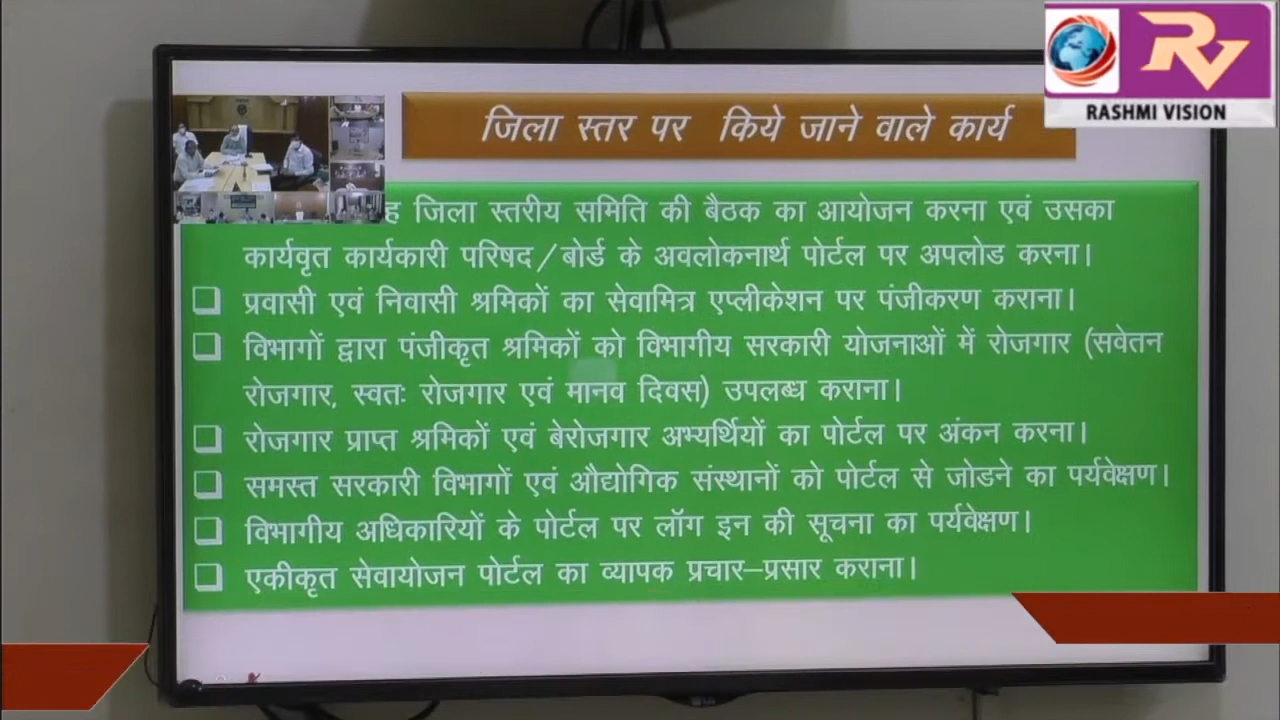 RASHMI VISION
जिला स्तर पर किये जाने वाले कार्य
जिला स्तरीय समिति की बैठक का आयोजन करना एवं उसका
कार्यवृत कार्यकारी परिषद/बोर्ड के अवलोकनार्थ पोर्टल पर अपलोड करना।
प्रवासी एवं निवासी श्रमिकों का सेवामित्र एप्लीकेशन पर पंजीकरण कराना।
विभागों द्वारा पंजीकृत श्रमिकों को विभागीय सरकारी योजनाओं में रोजगार (सवेतन
रोजगार, स्वतः रोजगार एवं मानव दिवस) उपलब्ध कराना।
रोजगार प्राप्त श्रमिकों एवं बेरोजगार अभ्यर्थियों का पोर्टल पर अंकन करना।
समस्त सरकारी विभागों एवं औद्योगिक संस्थानों को पोर्टल से जोडने का पर्यवेक्षण।
विभागीय अधिकारियों के पोर्टल पर लॉग इन की सूचना का पर्यवेक्षण।
एकीकृत सेवायोजन पोर्टल का व्यापक प्रचार–प्रसार कराना।
LG